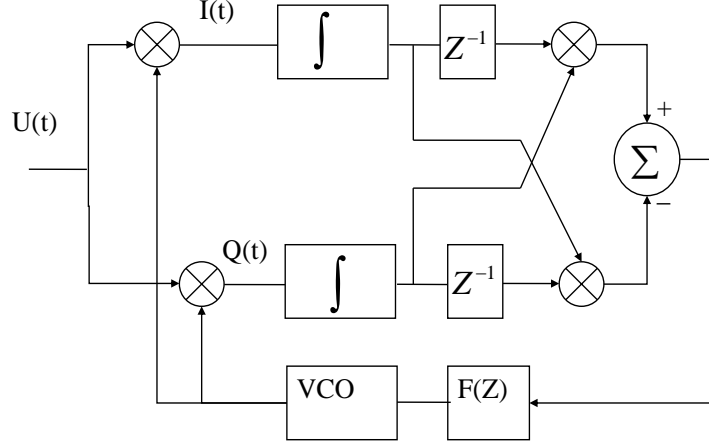 I(t)
∫
Z⁻¹
U(t)
+
Σ
−
Q(t)
∫
Z⁻¹
VCO
F(Z)